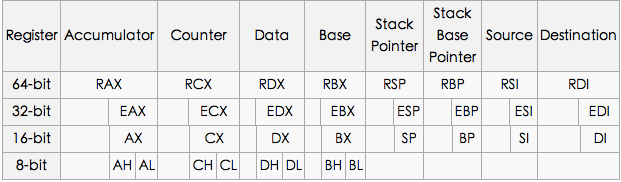 Register Accumulator Counter Data Base Stack Pointer Stack Base Pointer Source Destination
64-bit RAX RCX RDX RBX RSP RBP RSI RDI
32-bit EAX ECX EDX EBX ESP EBP ESI EDI
16-bit AX CX DX BX SP BP SI DI
8-bit AH AL CH CL DH DL BH BL